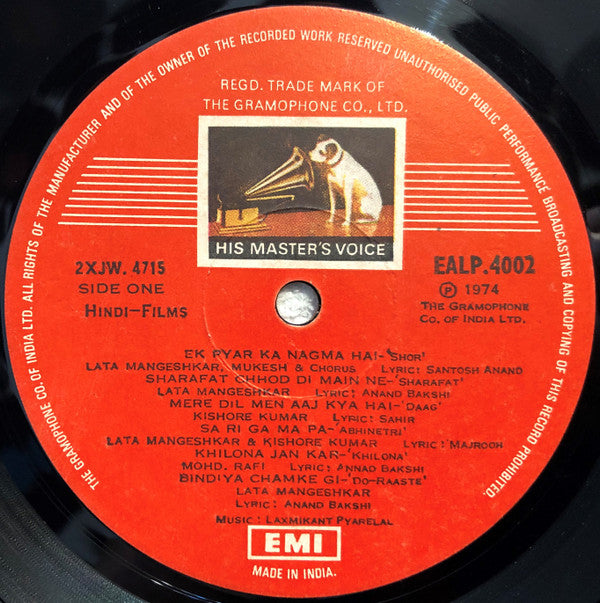 THE GRAMOPHONE CO. OF INDIA LTD. ALL RIGHTS OF THE MANUFACTURER AND OF THE OWNER OF THE RECORDED WORK RESERVED UNAUTHORISED PUBLIC PERFORMANCE BROADCASTING AND COPYING OF THIS RECORD PROHIBITED.
REGD. TRADE MARK OF
THE GRAMOPHONE CO., LTD.
HIS MASTER'S VOICE
2XJW. 4715
SIDE ONE
HINDI-FILMS
EALP.4002
Ⓟ 1974
THE GRAMOPHONE
CO. OF INDIA LTD.
EK PYAR KA NAGMA HAI-'SHOR'
LATA MANGESHKAR, MUKESH & CHORUS LYRIC: SANTOSH ANAND
SHARAFAT CHHOD DI MAIN NE-'SHARAFAT'
LATA MANGESHKAR LYRIC: ANAND BAKSHI
MERE DIL MEN AAJ KYA HAI-'DAAG'
KISHORE KUMAR LYRIC: SAHIR
SA RI GA MA PA-'ABHINETRI'
LATA MANGESHKAR & KISHORE KUMAR LYRIC: MAJROOH
KHILONA JAN KAR-'KHILONA'
MOHD. RAFI LYRIC: ANNAD BAKSHI
BINDIYA CHAMKE GI-'DO-RAASTE'
LATA MANGESHKAR
LYRIC: ANAND BAKSHI
MUSIC: LAXMIKANT PYARELAL
EMI
MADE IN INDIA.